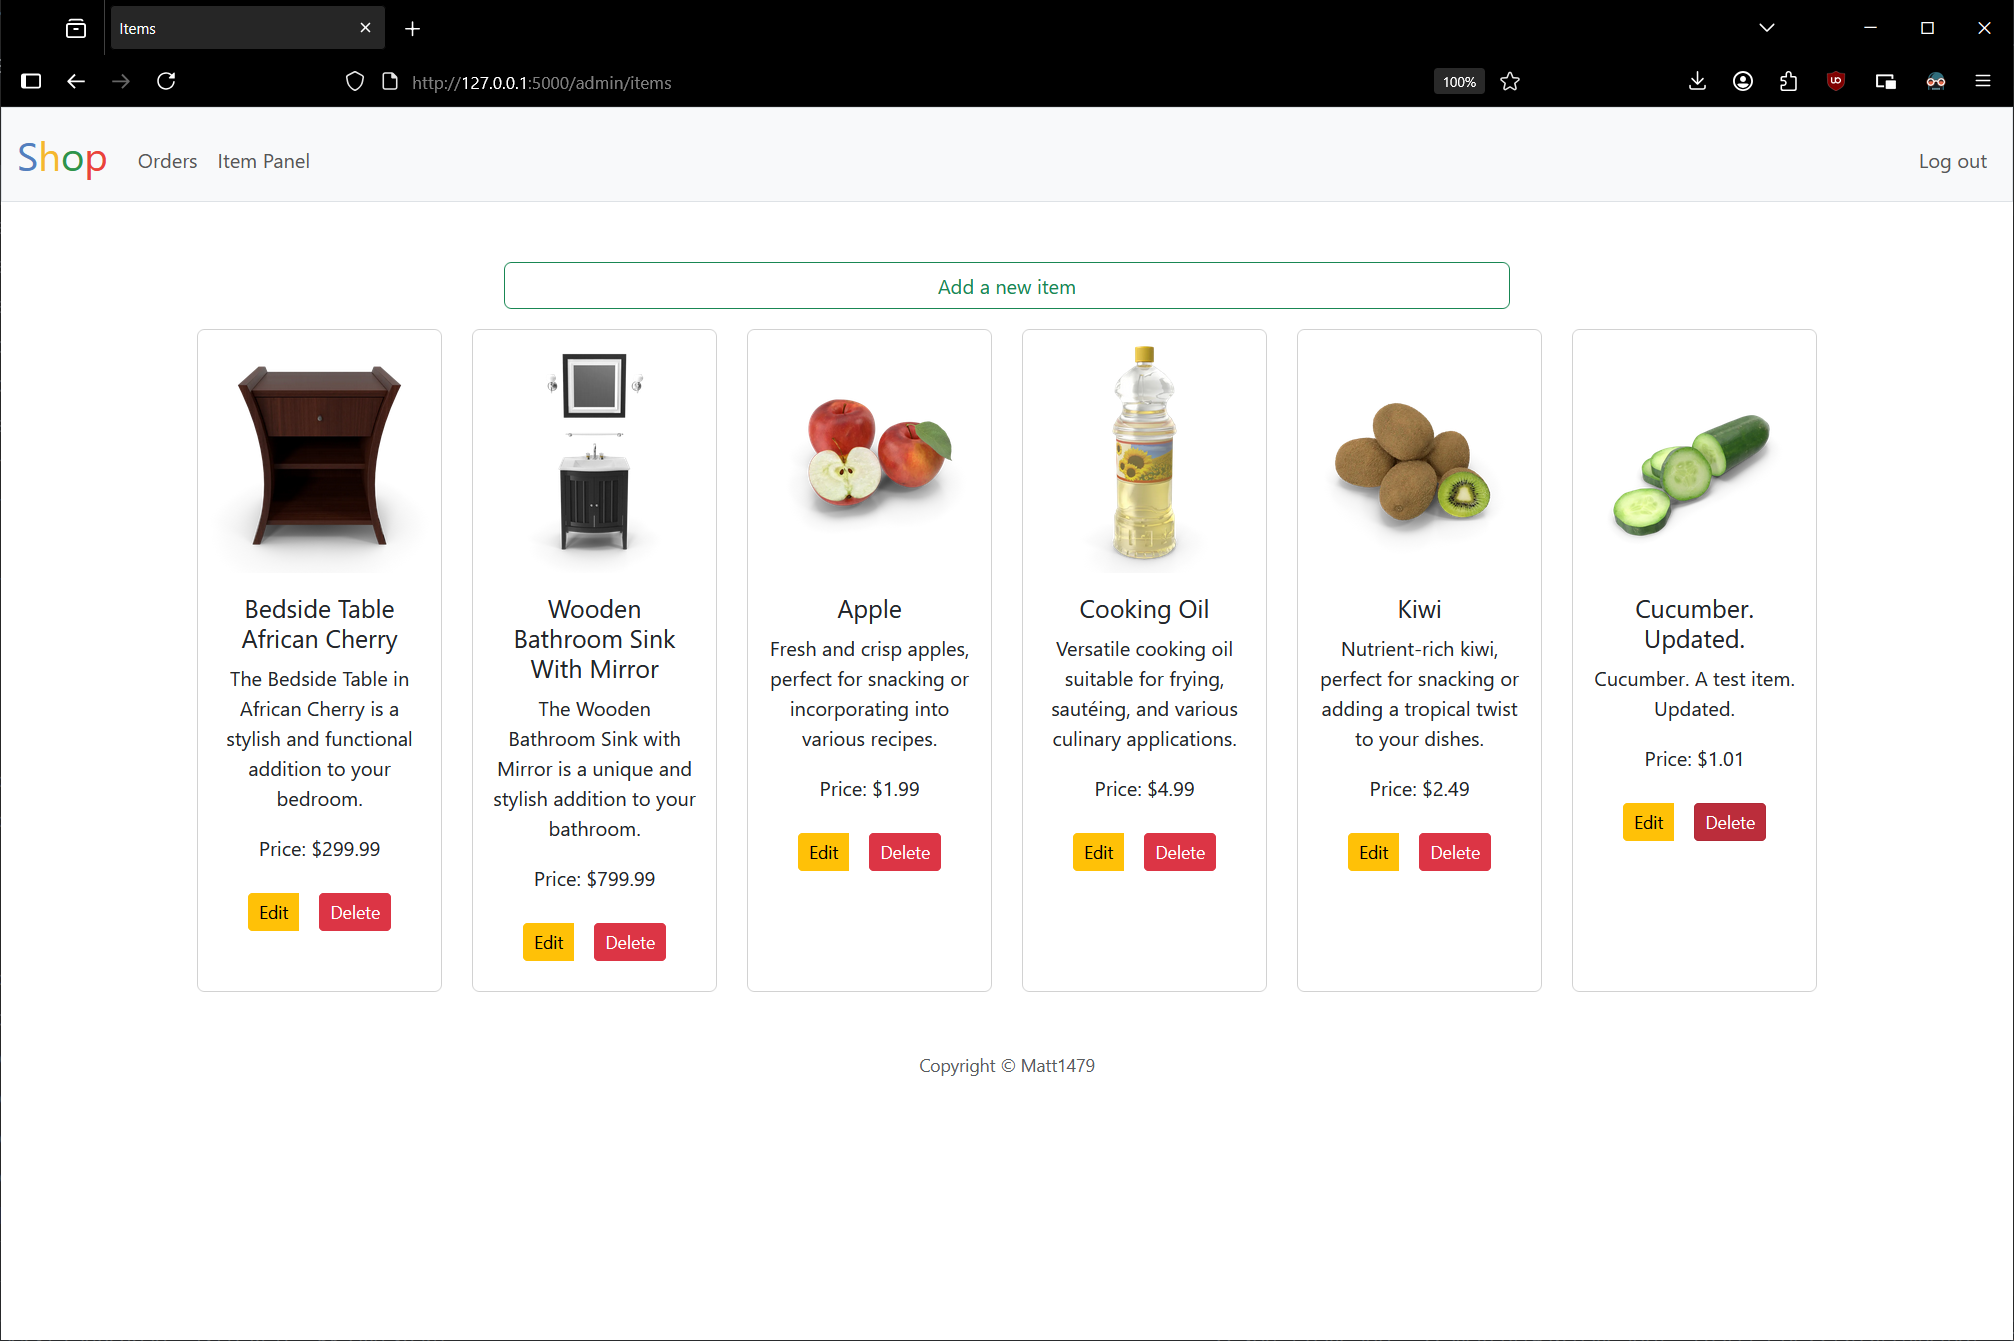 Items
http://127.0.0.1:5000/admin/items
100%
Shop
Orders
Item Panel
Log out
Add a new item
Bedside Table
African Cherry
The Bedside Table in
African Cherry is a
stylish and functional
addition to your
bedroom.
Price: $299.99
Edit
Delete
Wooden
Bathroom Sink
With Mirror
The Wooden
Bathroom Sink with
Mirror is a unique and
stylish addition to your
bathroom.
Price: $799.99
Edit
Delete
Apple
Fresh and crisp apples,
perfect for snacking or
incorporating into
various recipes.
Price: $1.99
Edit
Delete
Cooking Oil
Versatile cooking oil
suitable for frying,
sautéing, and various
culinary applications.
Price: $4.99
Edit
Delete
Kiwi
Nutrient-rich kiwi,
perfect for snacking or
adding a tropical twist
to your dishes.
Price: $2.49
Edit
Delete
Cucumber.
Updated.
Cucumber. A test item.
Updated.
Price: $1.01
Edit
Delete
Copyright © Matt1479